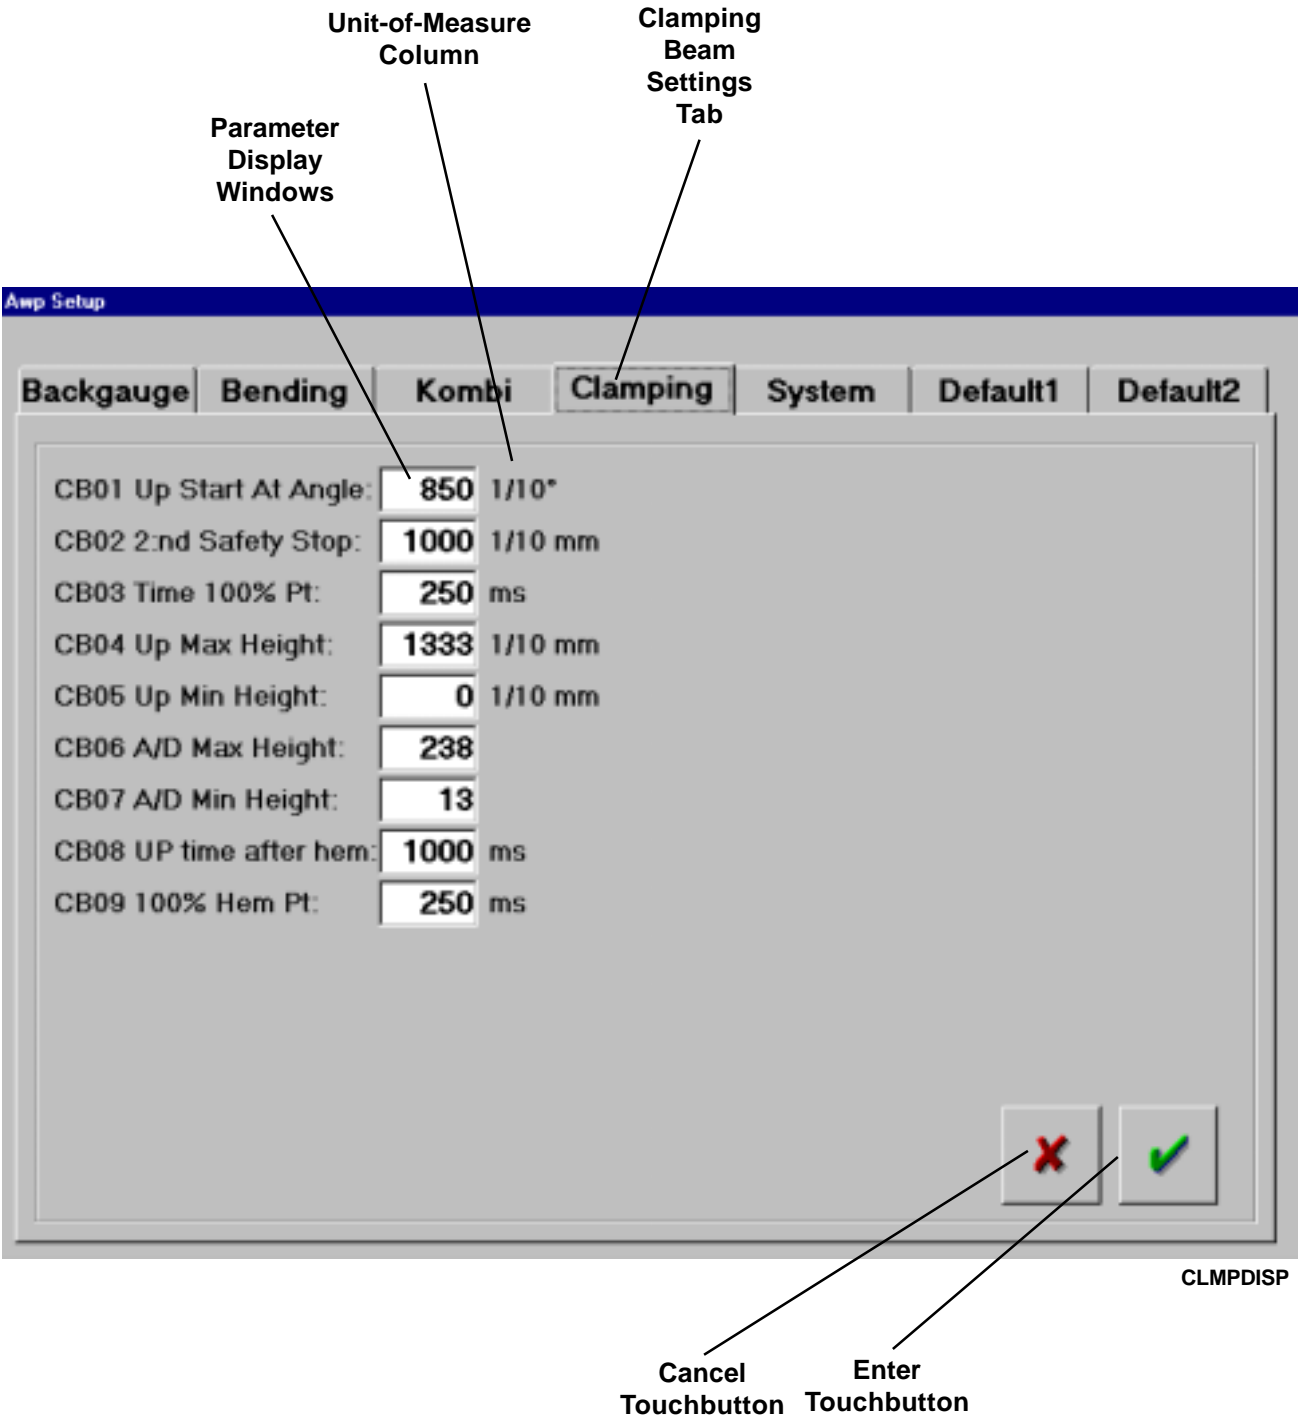 Unit-of-Measure
Column
Clamping
Beam
Settings
Tab
Parameter
Display
Windows
Awp Setup
Backgauge Bending Kombi Clamping System Default1 Default2
CB01 Up Start At Angle: 850 1/10°
CB02 2:nd Safety Stop: 1000 1/10 mm
CB03 Time 100% Pt: 250 ms
CB04 Up Max Height: 1333 1/10 mm
CB05 Up Min Height: 0 1/10 mm
CB06 A/D Max Height: 238
CB07 A/D Min Height: 13
CB08 UP time after hem: 1000 ms
CB09 100% Hem Pt: 250 ms
CLMPDISP
Cancel
Touchbutton
Enter
Touchbutton